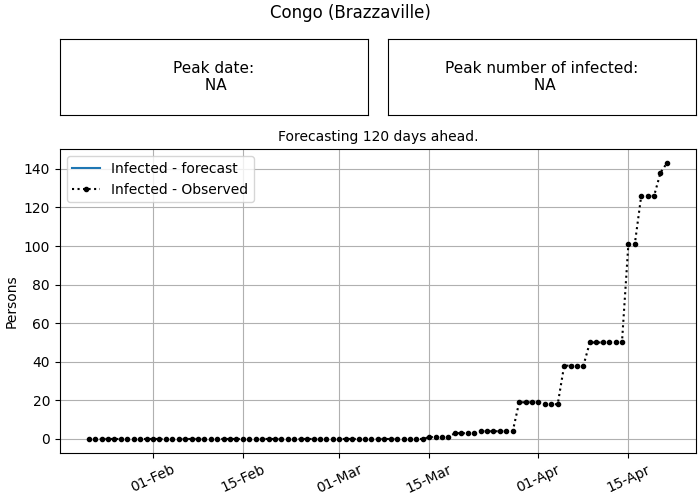 Congo (Brazzaville)
Peak date:
NA
Peak number of infected:
NA
Forecasting 120 days ahead.
Infected - forecast
Infected - Observed
Persons
140
120
100
80
60
40
20
0
01-Feb
15-Feb
01-Mar
15-Mar
01-Apr
15-Apr